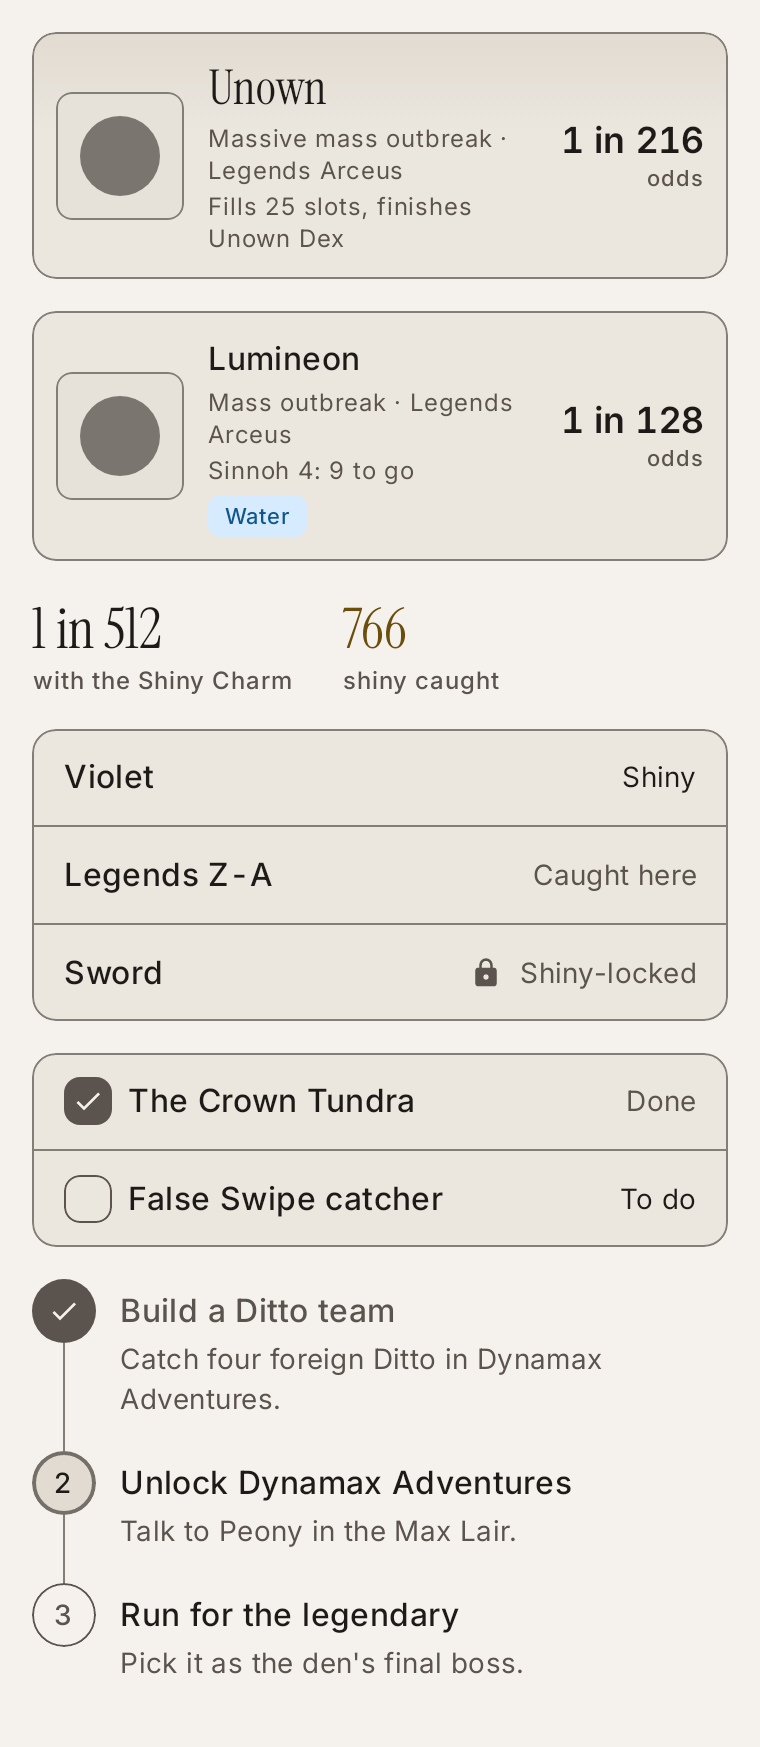 Unown
Massive mass outbreak ·
Legends Arceus
Fills 25 slots, finishes
Unown Dex
1 in 216
odds
Lumineon
Mass outbreak · Legends
Arceus
Sinnoh 4: 9 to go
Water
1 in 128
odds
1 in 512
with the Shiny Charm
766
shiny caught
Violet
Shiny
Legends Z-A
Caught here
Sword
Shiny-locked
The Crown Tundra
Done
False Swipe catcher
To do
Build a Ditto team
Catch four foreign Ditto in Dynamax
Adventures.
2
Unlock Dynamax Adventures
Talk to Peony in the Max Lair.
3
Run for the legendary
Pick it as the den's final boss.